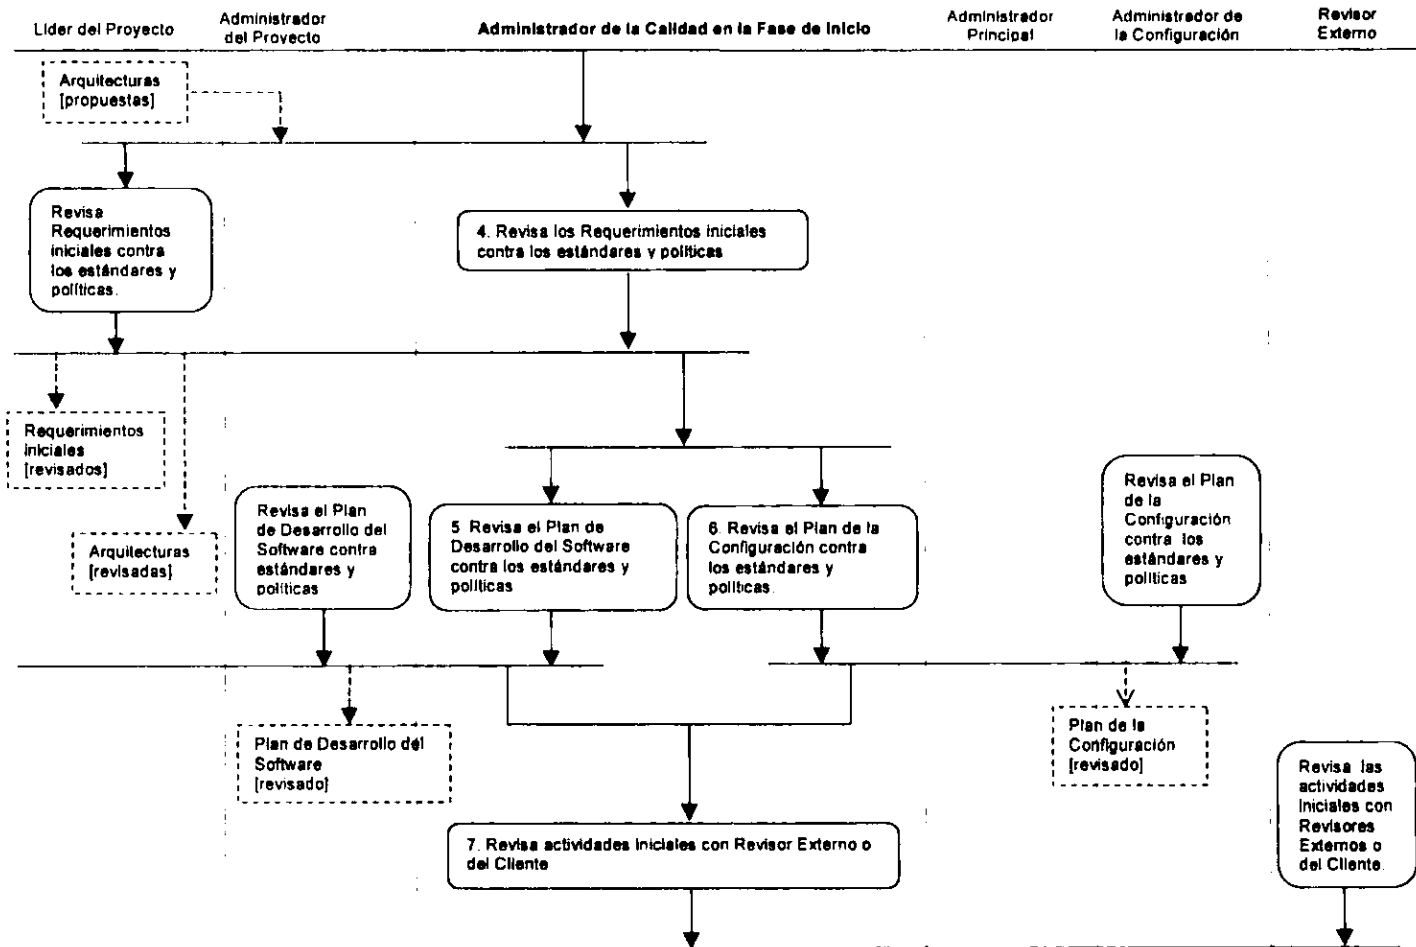 Líder del Proyecto
Administrador
del Proyecto
Administrador de la Calidad en la Fase de Inicio
Administrador
Principal
Administrador de
la Configuración
Revisor
Externo
Arquitecturas
[propuestas]
Revisa
Requerimientos
iniciales contra
los estándares y
políticas.
4. Revisa los Requerimientos iniciales
contra los estándares y políticas
Requerimientos
Iniciales
[revisados]
Arquitecturas
[revisadas]
Revisa el Plan
de Desarrollo del
Software contra
estándares y
políticas
5. Revisa el Plan de
Desarrollo del Software
contra los estándares y
políticas
6. Revisa el Plan de la
Configuración contra
los estándares y
políticas.
Revisa el Plan
de la
Configuración
contra los
estándares y
políticas
Plan de Desarrollo del
Software
[revisado]
Plan de la
Configuración
[revisado]
7. Revisa actividades Iniciales con Revisor Externo o
del Cliente
Revisa las
actividades
Iniciales con
Revisores
Externos o
del Cliente.